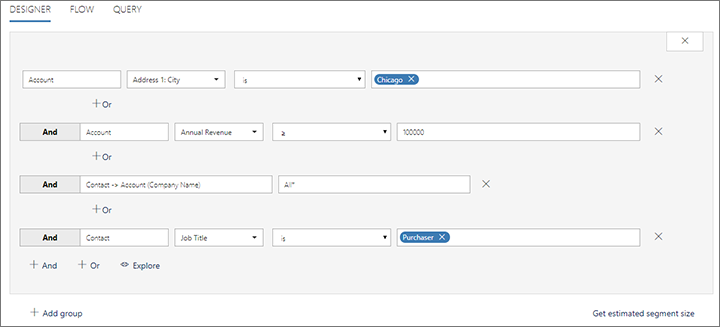 DESIGNER FLOW QUERY
Account Address 1: City is Chicago
+ Or
And Account Annual Revenue ≥ 100000
+ Or
And Contact -> Account (Company Name) All*
+ Or
And Contact Job Title is Purchaser
+ And + Or Explore
+ Add group Get estimated segment size